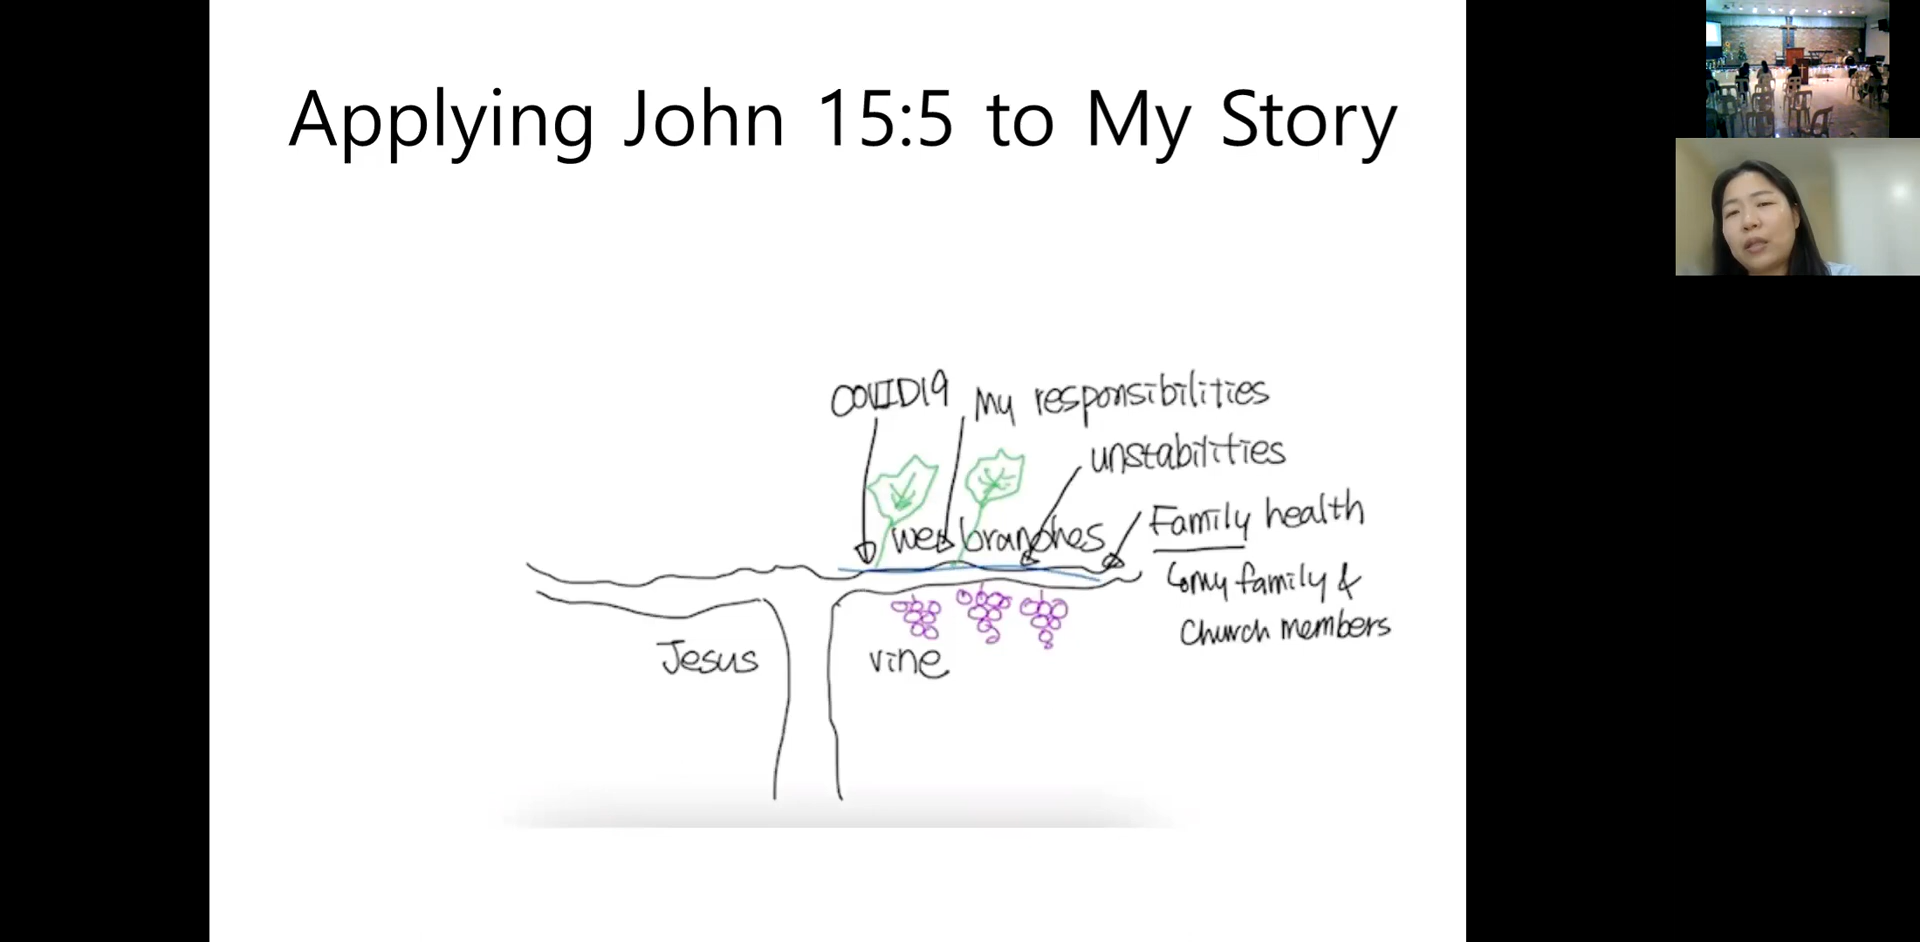 Applying John 15:5 to My Story
COVID19
My responsibilities
unstabilities
Family health
we branches
my family &
Church members
Jesus
vine